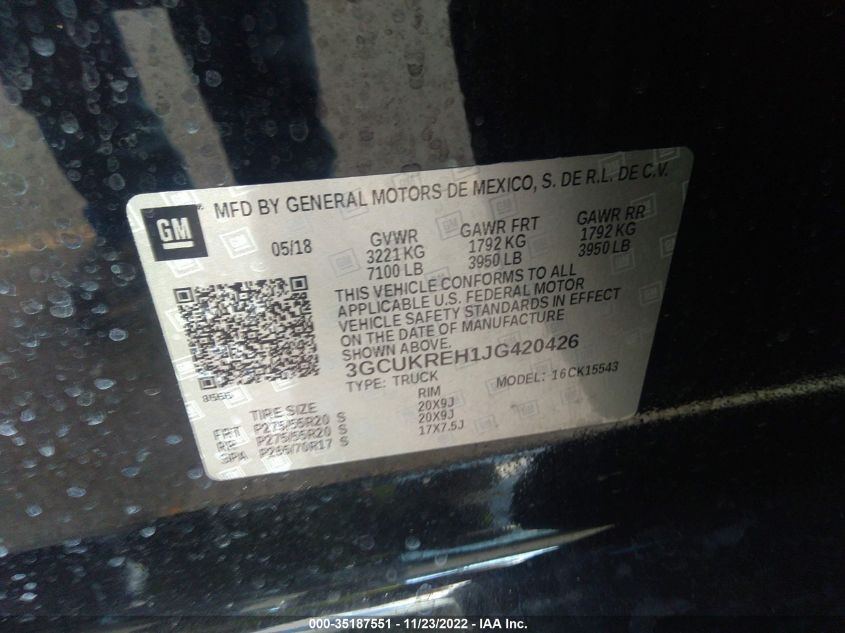 MFD BY GENERAL MOTORS DE MEXICO, S. DE R.L. DE C.V.
GM
05/18
GVWR GAWR FRT GAWR RR
3221 KG 1792 KG 1792 KG
7100 LB 3950 LB 3950 LB
THIS VEHICLE CONFORMS TO ALL
APPLICABLE U.S. FEDERAL MOTOR
VEHICLE SAFETY STANDARDS IN EFFECT
ON THE DATE OF MANUFACTURE
SHOWN ABOVE.
3GCUKREH1JG420426
TYPE: TRUCK MODEL: 16 CK15543
TIRE SIZE RIM
FRT P275/55R20 S 20X9J
RR P275/55R20 S 20X9J
SPA P265/70R17 S 17X7.5J
000-35187551 - 11/23/2022 - IAAI, Inc.